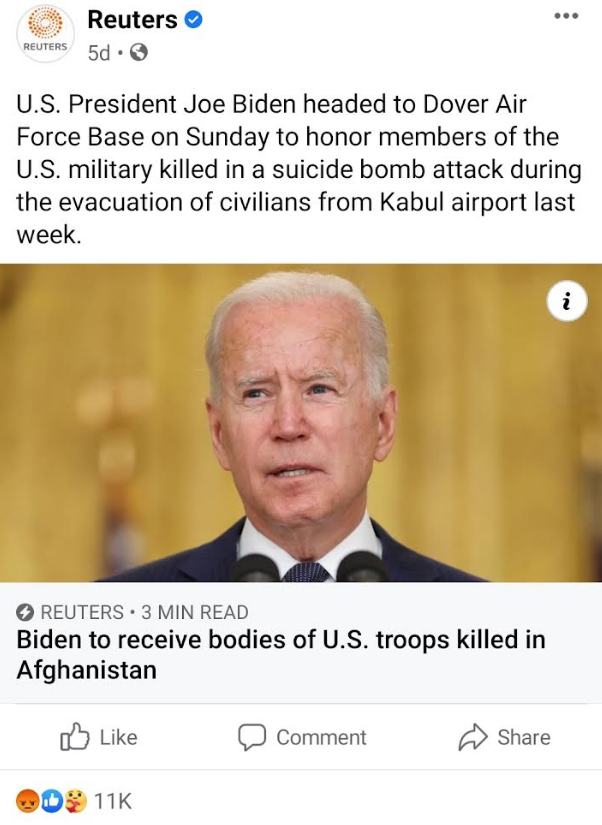 REUTERS
Reuters
5d •
U.S. President Joe Biden headed to Dover Air
Force Base on Sunday to honor members of the
U.S. military killed in a suicide bomb attack during
the evacuation of civilians from Kabul airport last
week.
i
REUTERS • 3 MIN READ
Biden to receive bodies of U.S. troops killed in
Afghanistan
Like Comment Share
11K